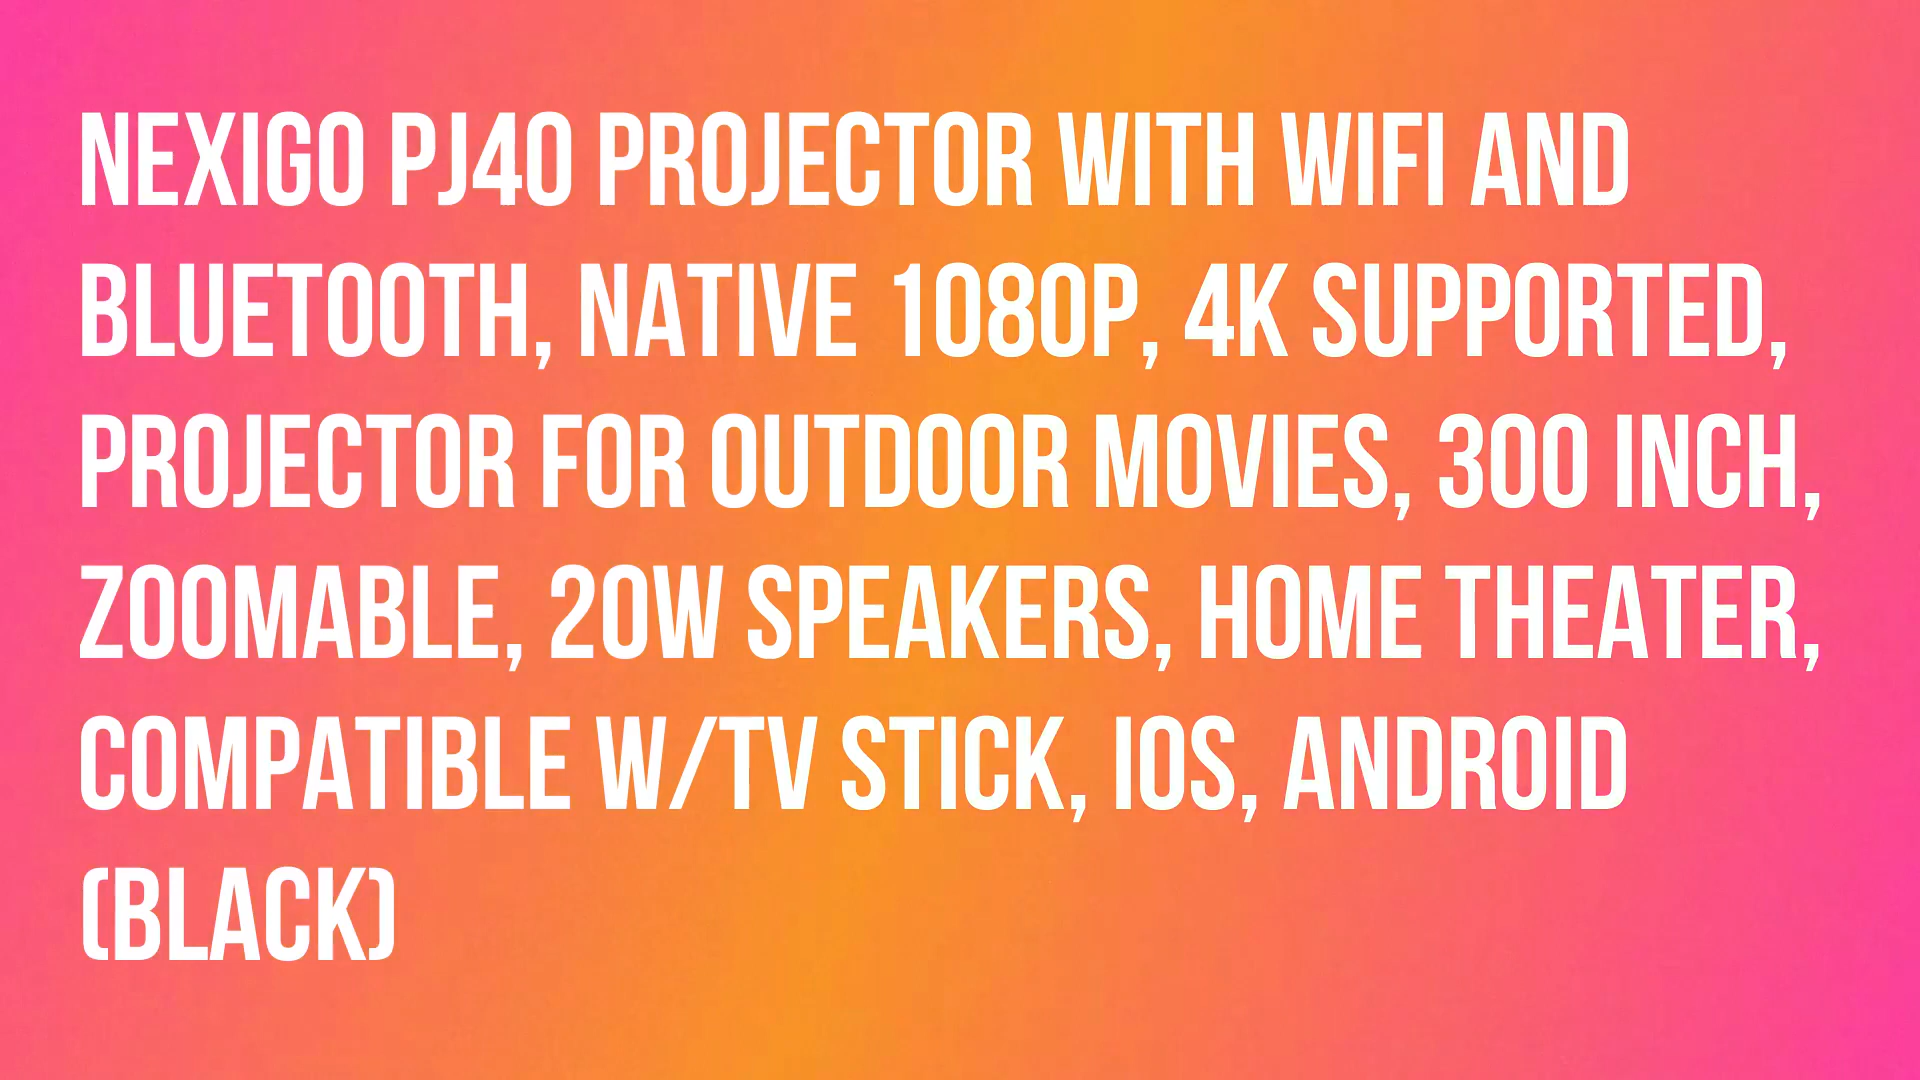 NEXIGO PJ40 PROJECTOR WITH WIFI AND
BLUETOOTH, NATIVE 1080P, 4K SUPPORTED,
PROJECTOR FOR OUTDOOR MOVIES, 300 INCH,
ZOOMABLE, 20W SPEAKERS, HOME THEATER,
COMPATIBLE W/TV STICK, IOS, ANDROID
(BLACK)